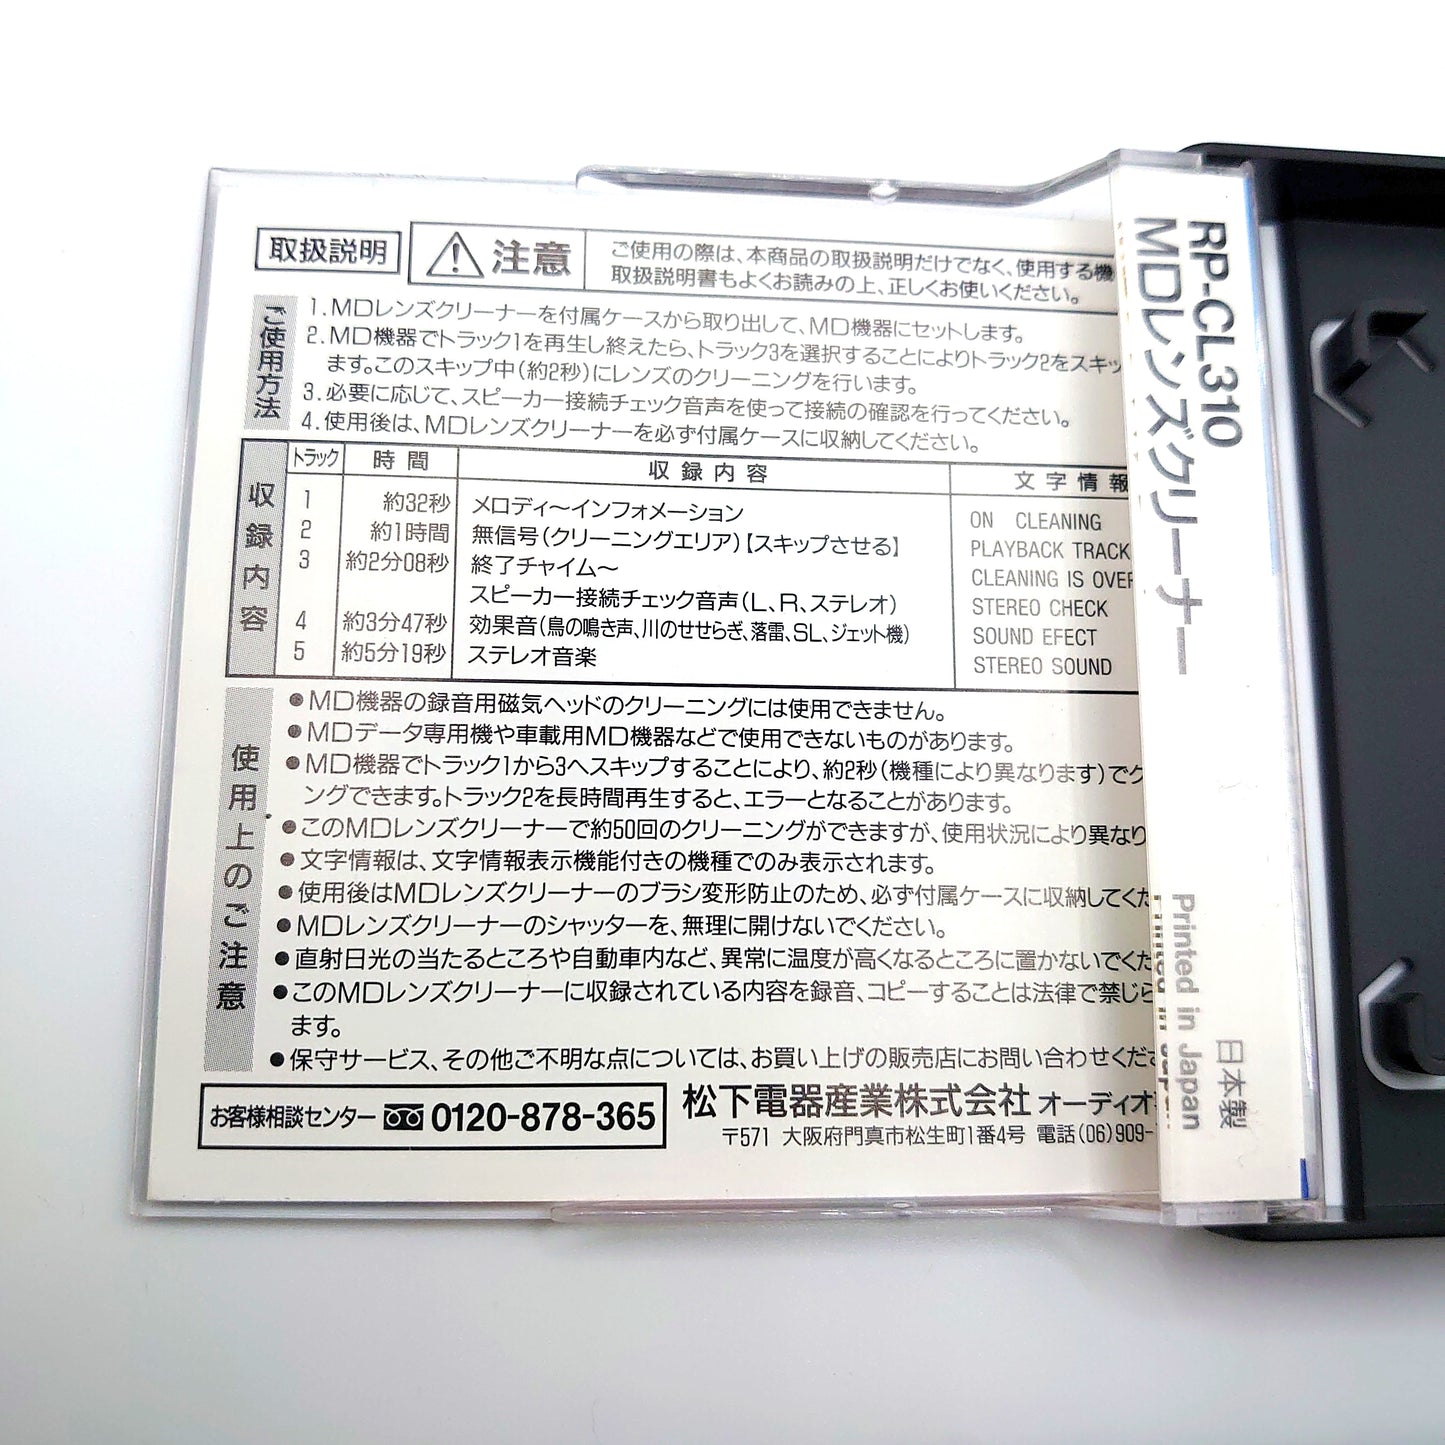 取扱説明
注意
ご使用の際は、本商品の取扱説明だけでなく、使用する機
取扱説明書もよくお読みの上、正しくお使いください。
ご使用方法
1.MDレンズクリーナーを付属ケースから取り出して、MD機器にセットします。
2.MD機器でトラック1を再生し終えたら、トラック3を選択することによりトラック2をスキッ
ます。このスキップ中(約2秒)にレンズのクリーニングを行います。
3.必要に応じて、スピーカー接続チェック音声を使って接続の確認を行ってください。
4.使用後は、MDレンズクリーナーを必ず付属ケースに収納してください。
収録内容
トラック 時間 収録内容 文字情報
1 約32秒 メロディ〜インフォメーション ON CLEANING
2 約1時間 無信号(クリーニングエリア)【スキップさせる】 PLAYBACK TRACK
3 約2分08秒 終了チャイム〜 CLEANING IS OVER
スピーカー接続チェック音声(L、R、ステレオ) STEREO CHECK
4 約3分47秒 効果音(鳥の鳴き声、川のせせらぎ、落雷、SL、ジェット機) SOUND EFECT
5 約5分19秒 ステレオ音楽 STEREO SOUND
使用上のご注意
●MD機器の録音用磁気ヘッドのクリーニングには使用できません。
●MDデータ専用機や車載用MD機器などで使用できないものがあります。
●MD機器でトラック1から3へスキップすることにより、約2秒(機種により異なります)でク
ングできます。トラック2を長時間再生すると、エラーとなることがあります。
●このMDレンズクリーナーで約50回のクリーニングができますが、使用状況により異なり
●文字情報は、文字情報表示機能付きの機種でのみ表示されます。
●使用後はMDレンズクリーナーのブラシ変形防止のため、必ず付属ケースに収納してくだ
●MDレンズクリーナーのシャッターを、無理に開けないでください。
●直射日光の当たるところや自動車内など、異常に温度が高くなるところに置かないでくだ
●このMDレンズクリーナーに収録されている内容を録音、コピーすることは法律で禁じら
ます。
●保守サービス、その他ご不明な点については、お買い上げの販売店にお問い合わせくださ
お客様相談センター 0120-878-365
松下電器産業株式会社 オーディオ
〒571 大阪府門真市松生町1番4号 電話(06)909-
RP-CL310
MDレンズクリーナー
Printed in Japan
日本製